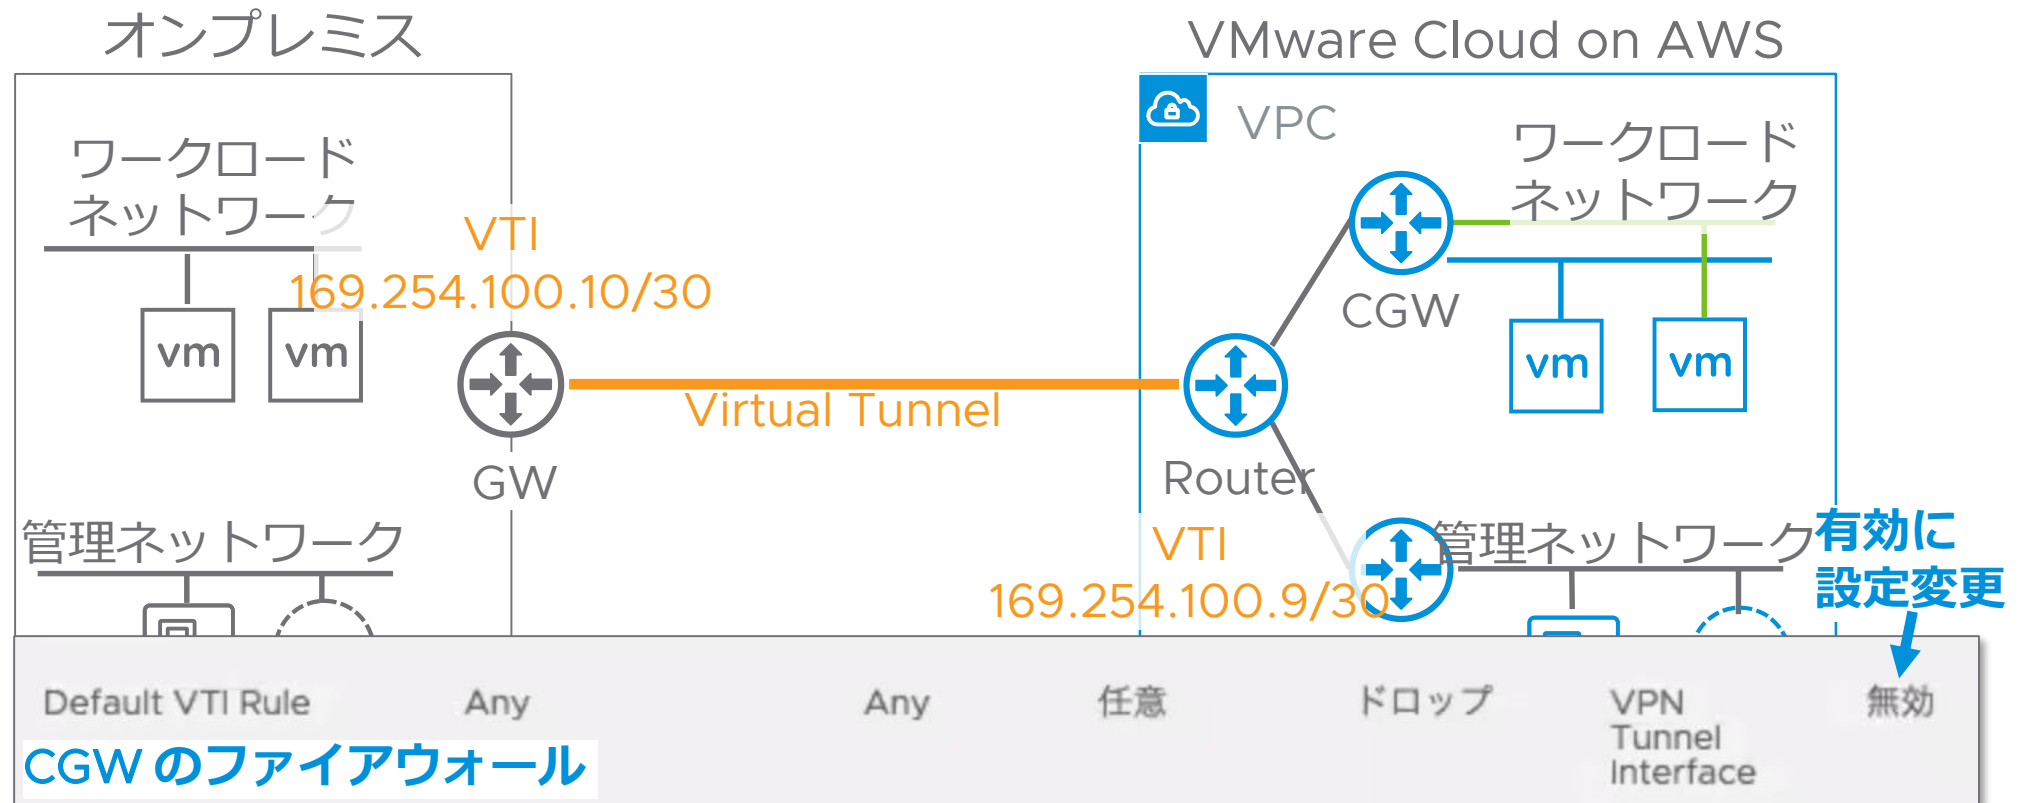 オンプレミス
VMware Cloud on AWS
VPC
ワークロード
ネットワーク
ワークロード
ネットワーク
VTI
169.254.100.10/30
CGW
vm
vm
vm
vm
Virtual Tunnel
GW
Router
管理ネットワーク
VTI
169.254.100.9/30
管理ネットワーク
有効に
設定変更
Default VTI Rule
Any
Any
任意
ドロップ
VPN
Tunnel
Interface
無効
CGW のファイアウォール